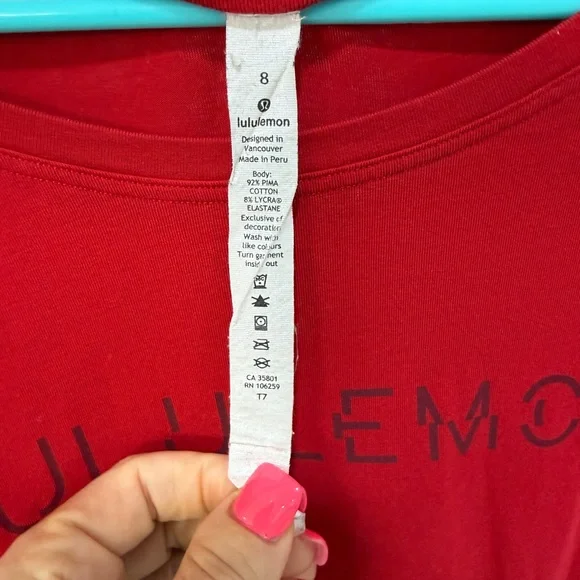 8
lululemon
Designed in
Vancouver
Made in Peru
Body:
92% PIMA
COTTON
8% LYCRA®
ELASTANE
Exclusive of
decoration
Wash with
like colours
Turn garment
inside out
CA 35801
RN 106259
T7
ULULEMO